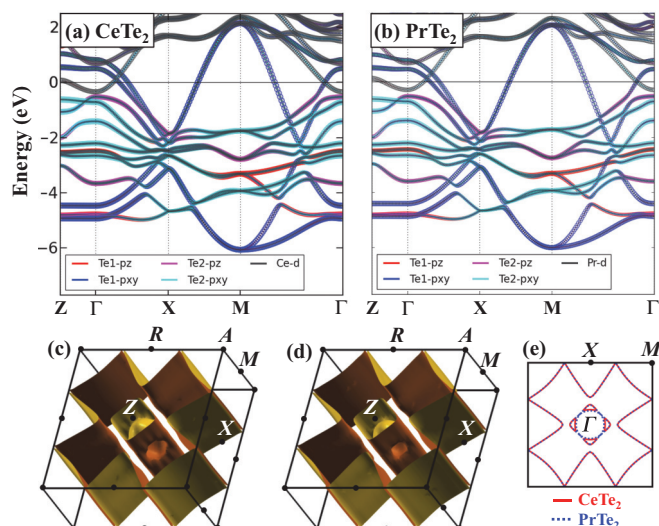 (a) CeTe₂
(b) PrTe₂
Energy (eV)
2
0
−2
−4
−6
Te1-pz
Te2-pz
Ce-d
Te1-pxy
Te2-pxy
Te1-pz
Te2-pz
Pr-d
Te1-pxy
Te2-pxy
Z Γ X M Γ
Z Γ X M Γ
(c)
R
A
M
Z
X
(d)
R
A
M
Z
X
(e)
X
M
Γ
CeTe₂
PrTe₂